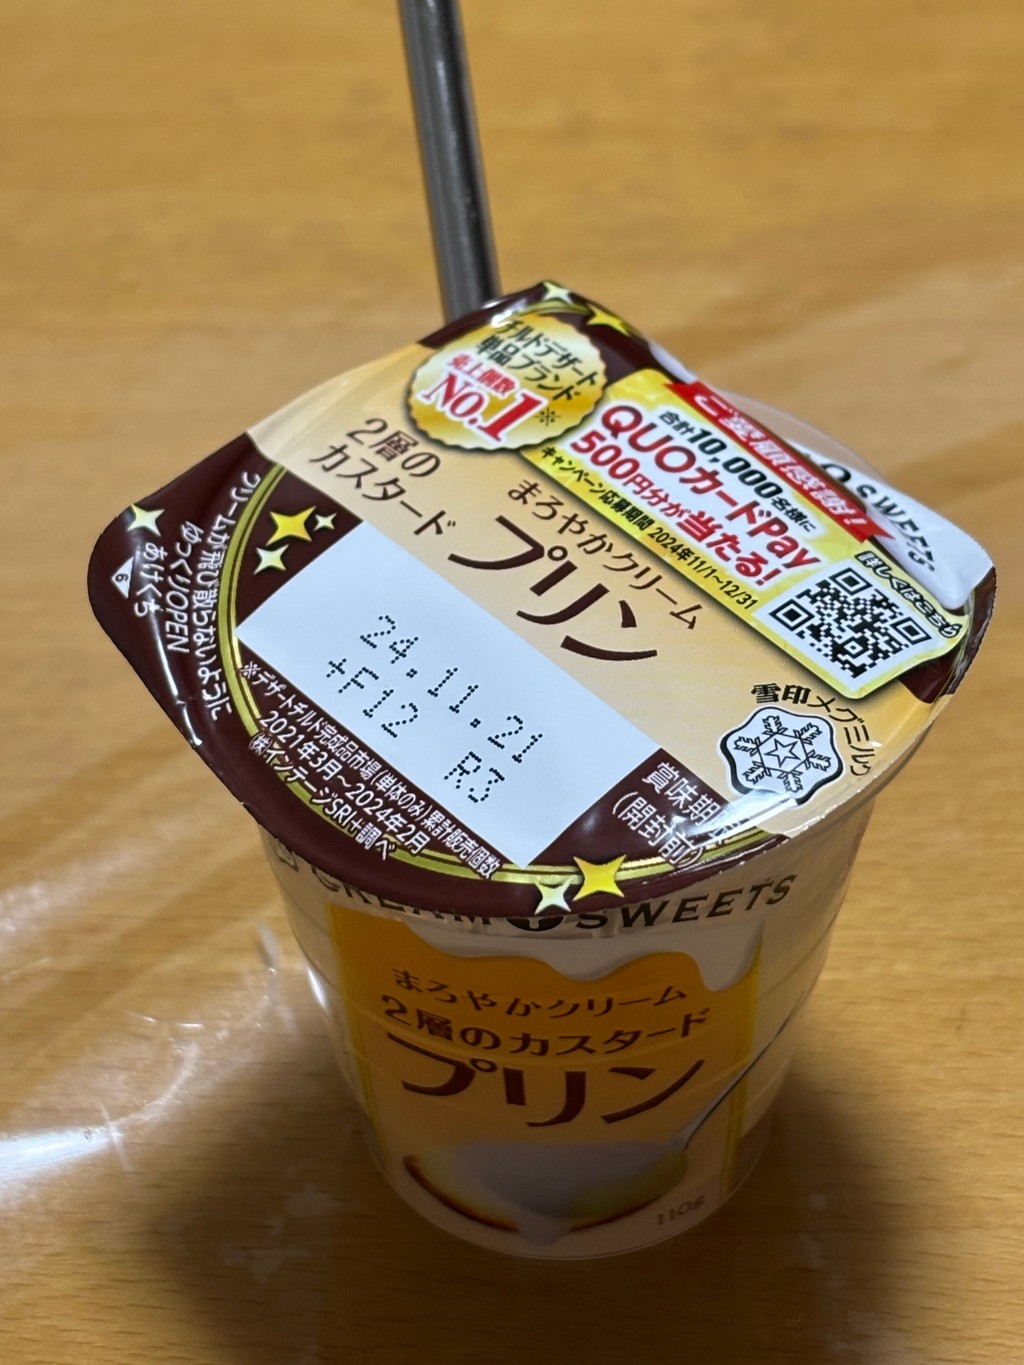 チルドデザート
単品ブランド
売上個数
No.1※
ご愛顧感謝!
合計10,000名様に
QUOカードPay
500円分が当たる!
キャンペーン応募期間 2024年11/1~12/31
詳しくはこちら
SWEETS
2層の
カスタード
まろやかクリーム
プリン
クリームが飛び散らないように
ゆっくりOPEN
あけくち
6
24.11.21
+F12 R3
雪印メグミルク
賞味期
(開封前)
※デザートチルド完成品市場(単体のみ)累計販売個数
2021年3月~2024年2月
(株)インテージSRI+調べ
CREAM SWEETS
まろやかクリーム
2層のカスタード
プリン
110g